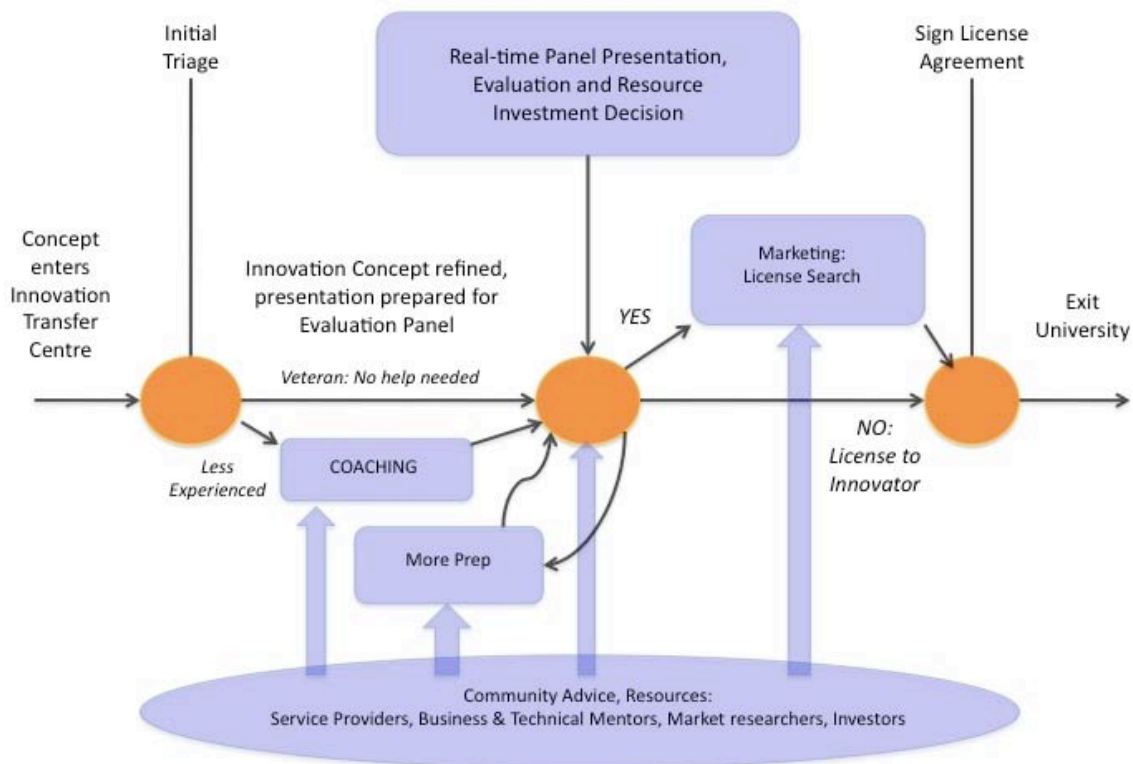 Initial
Triage
Real-time Panel Presentation,
Evaluation and Resource
Investment Decision
Sign License
Agreement
Concept
enters
Innovation
Transfer
Centre
Innovation Concept refined,
presentation prepared for
Evaluation Panel
Marketing:
License Search
YES
Exit
University
Veteran: No help needed
Less
Experienced
COACHING
NO:
License to
Innovator
More Prep
Community Advice, Resources:
Service Providers, Business & Technical Mentors, Market researchers, Investors